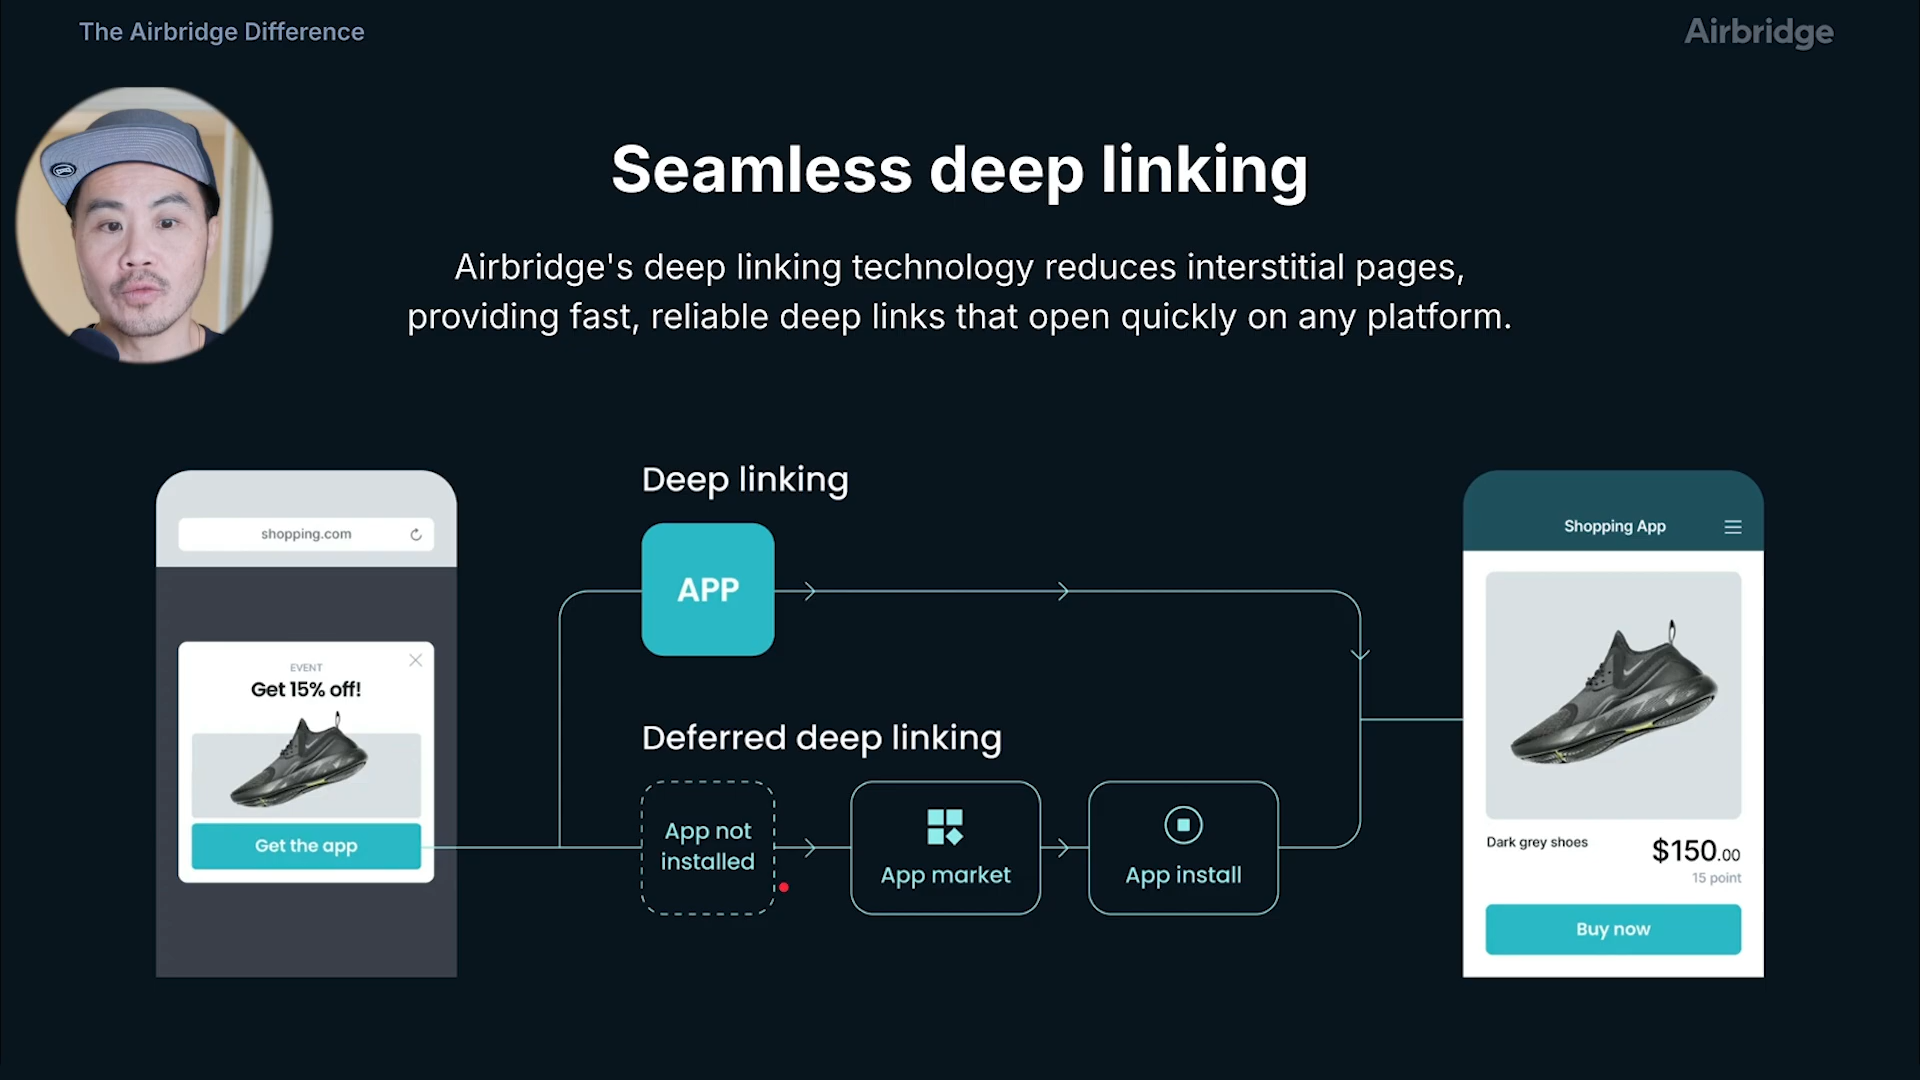 The Airbridge Difference
Airbridge
Seamless deep linking
Airbridge's deep linking technology reduces interstitial pages,
providing fast, reliable deep links that open quickly on any platform.
shopping.com
EVENT
Get 15% off!
Get the app
Deep linking
APP
Deferred deep linking
App not
installed
App market
App install
Shopping App
Dark grey shoes
$150.00
15 point
Buy now